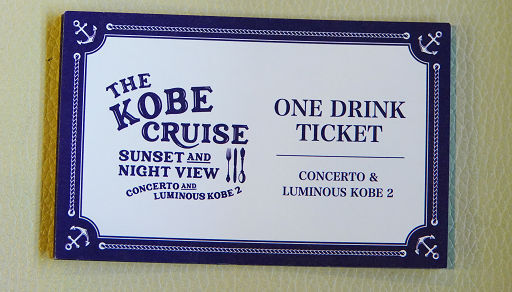 THE
KOBE
CRUISE
SUNSET AND
NIGHT VIEW
CONCERTO AND
LUMINOUS KOBE 2
ONE DRINK
TICKET
CONCERTO &
LUMINOUS KOBE 2